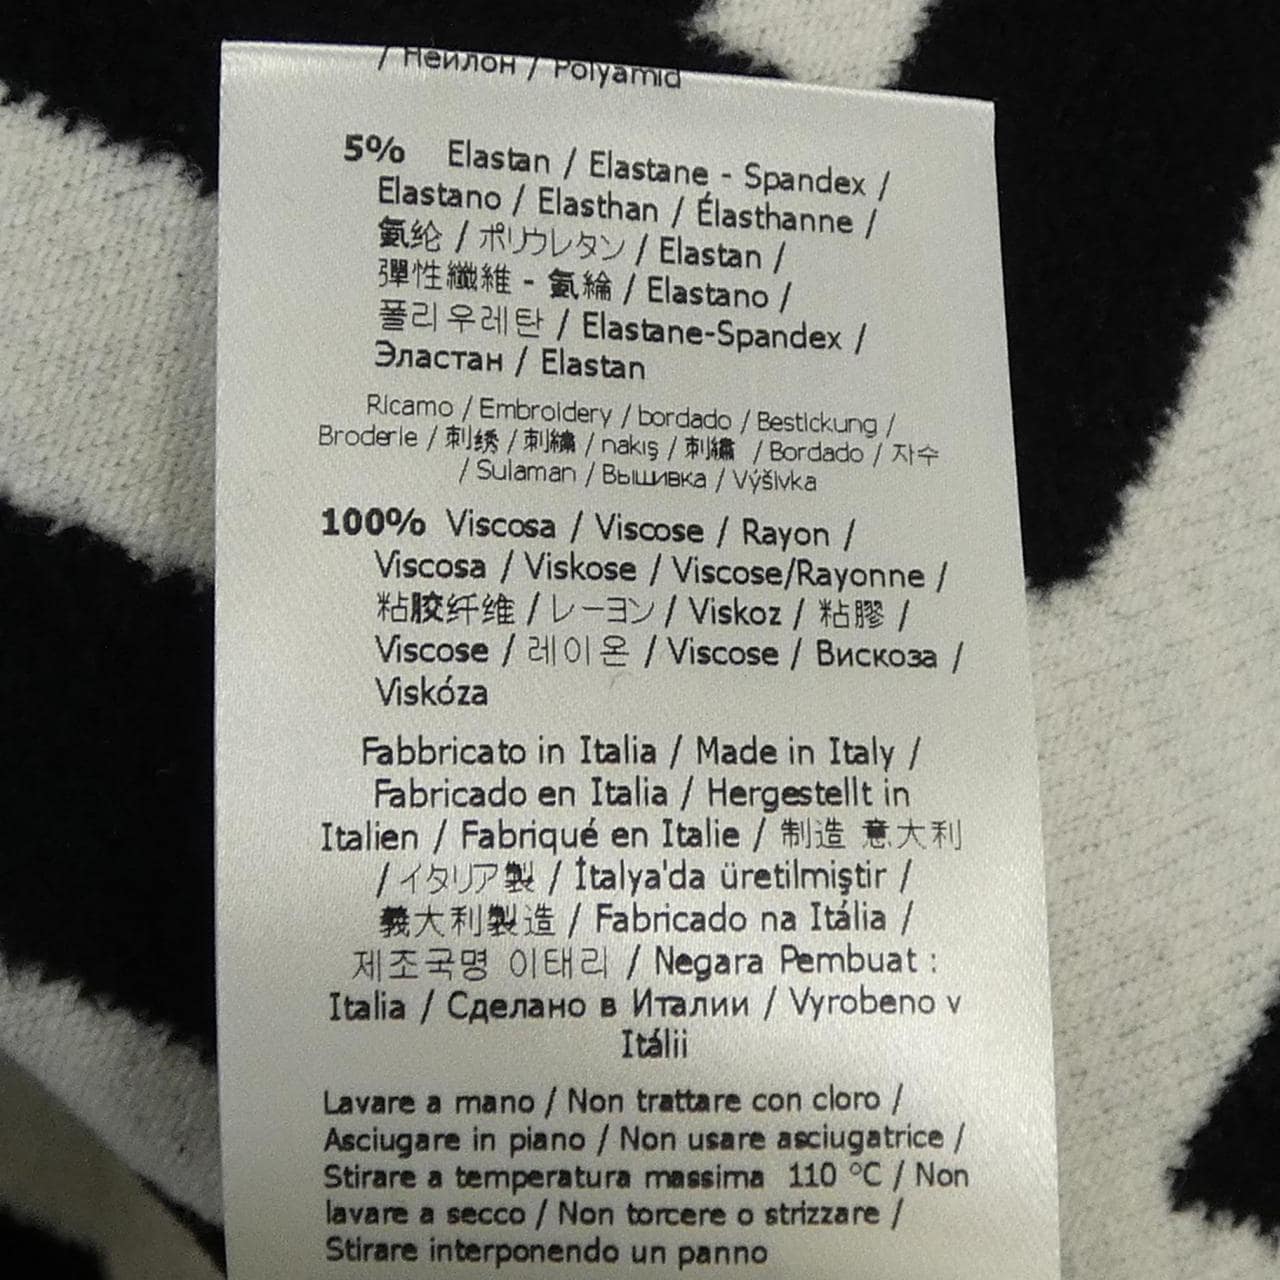 / Нейлон / Polyamid
5% Elastan / Elastane - Spandex /
Elastano / Elasthan / Élasthanne /
氨纶 / ポリウレタン / Elastan /
彈性纖維 - 氨綸 / Elastano /
폴리우레탄 / Elastane-Spandex /
Эластан / Elastan
Ricamo / Embroidery / bordado / Bestickung /
Broderie / 刺绣 / 刺繍 / nakış / 刺繡 / Bordado / 자수
/ Sulaman / Вышивка / Výšivka
100% Viscosa / Viscose / Rayon /
Viscosa / Viskose / Viscose/Rayonne /
粘胶纤维 / レーヨン / Viskoz / 粘膠 /
Viscose / 레이온 / Viscose / Вискоза /
Viskóza
Fabbricato in Italia / Made in Italy /
Fabricado en Italia / Hergestellt in
Italien / Fabriqué en Italie / 制造 意大利
/ イタリア製 / İtalya'da üretilmiştir /
義大利製造 / Fabricado na Itália /
제조국명 이태리 / Negara Pembuat :
Italia / Сделано в Италии / Vyrobeno v
Itálii
Lavare a mano / Non trattare con cloro /
Asciugare in piano / Non usare asciugatrice /
Stirare a temperatura massima 110 °C / Non
lavare a secco / Non torcere o strizzare /
Stirare interponendo un panno